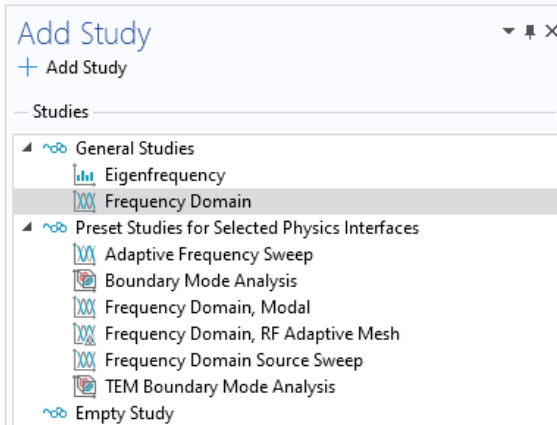 Add Study
Add Study
Studies
General Studies
Eigenfrequency
Frequency Domain
Preset Studies for Selected Physics Interfaces
Adaptive Frequency Sweep
Boundary Mode Analysis
Frequency Domain, Modal
Frequency Domain, RF Adaptive Mesh
Frequency Domain Source Sweep
TEM Boundary Mode Analysis
Empty Study